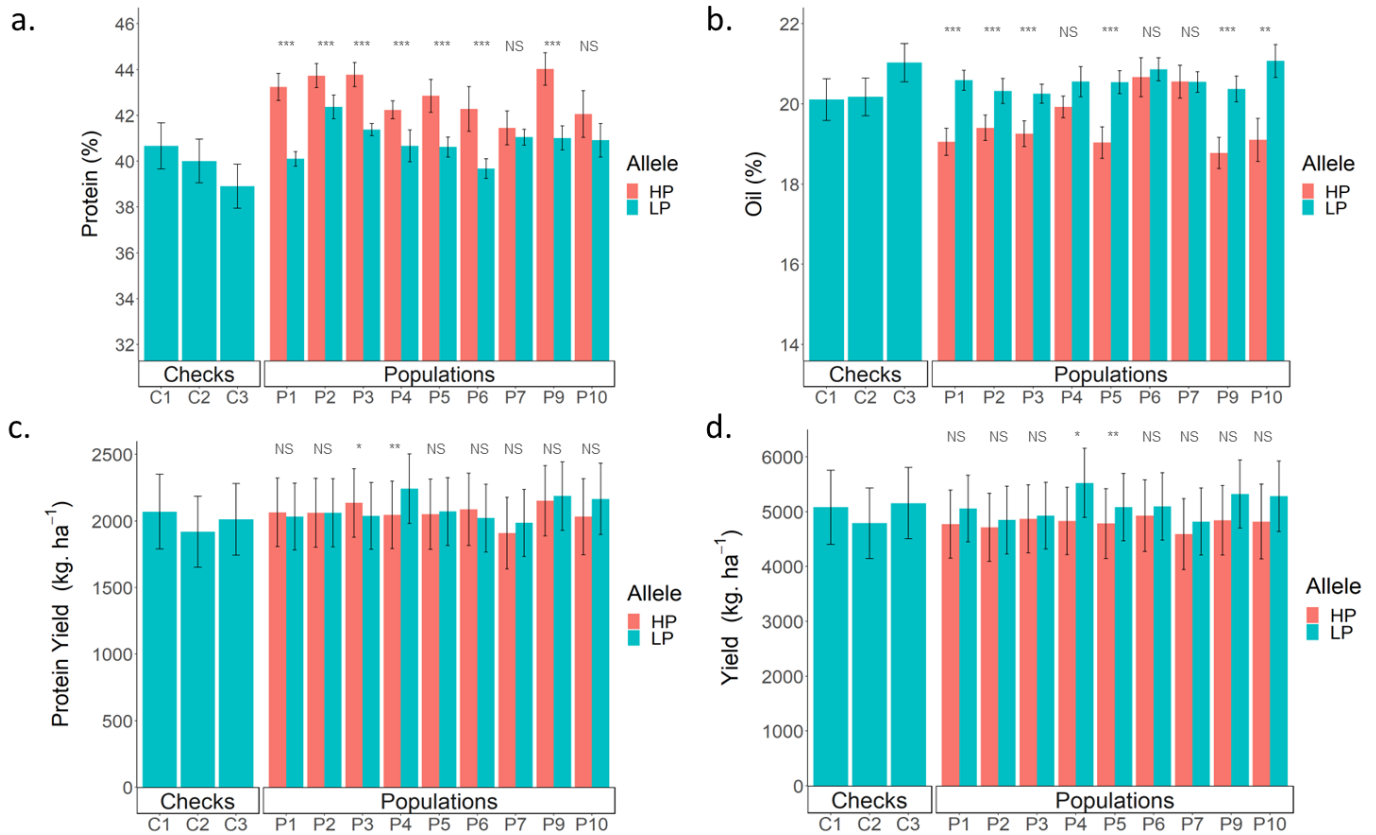 a.
46
44
42
40
38
36
34
32
Protein (%)
*** *** *** *** *** *** NS *** NS
Allele
HP
LP
Checks Populations
C1 C2 C3 P1 P2 P3 P4 P5 P6 P7 P9 P10
b.
22
20
18
16
14
Oil (%)
*** *** *** NS *** NS NS *** **
Allele
HP
LP
Checks Populations
C1 C2 C3 P1 P2 P3 P4 P5 P6 P7 P9 P10
c.
2500
2000
1500
1000
500
0
Protein Yield (kg. ha⁻¹)
NS NS * ** NS NS NS NS NS
Allele
HP
LP
Checks Populations
C1 C2 C3 P1 P2 P3 P4 P5 P6 P7 P9 P10
d.
6000
5000
4000
3000
2000
1000
0
Yield (kg. ha⁻¹)
NS NS NS * ** NS NS NS NS
Allele
HP
LP
Checks Populations
C1 C2 C3 P1 P2 P3 P4 P5 P6 P7 P9 P10